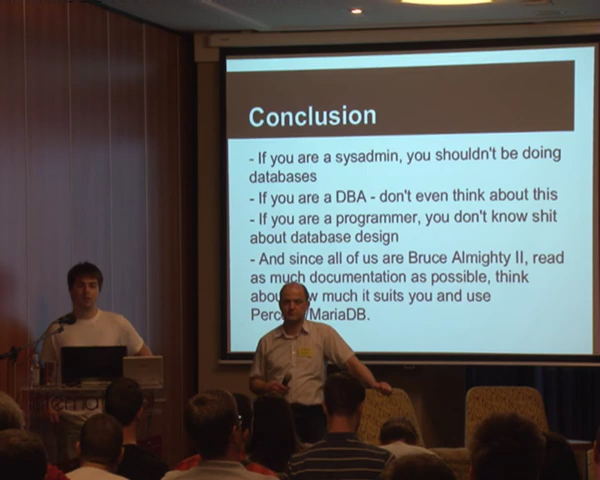 Conclusion
- If you are a sysadmin, you shouldn't be doing
databases
- If you are a DBA - don't even think about this
- If you are a programmer, you don't know shit
about database design
- And since all of us are Bruce Almighty II, read
as much documentation as possible, think
much it suits you and use
MariaDB.